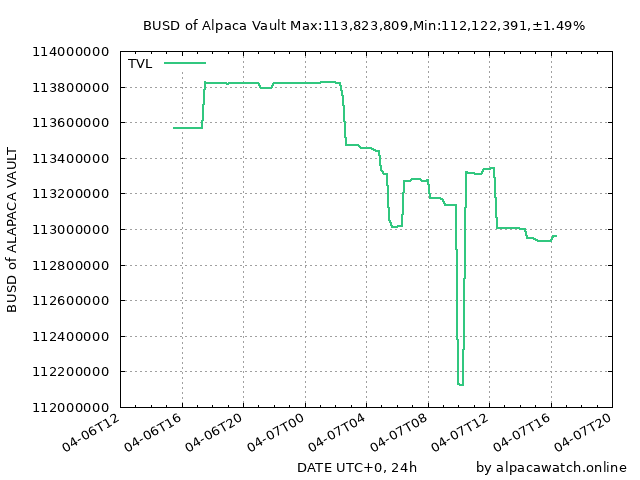 BUSD of Alpaca Vault Max:113,823,809,Min:112,122,391,±1.49%
TVL
BUSD of ALAPACA VAULT
114000000
113800000
113600000
113400000
113200000
113000000
112800000
112600000
112400000
112200000
112000000
04-06T12
04-06T16
04-06T20
04-07T00
04-07T04
04-07T08
04-07T12
04-07T16
04-07T20
DATE UTC+0, 24h
by alpacawatch.online